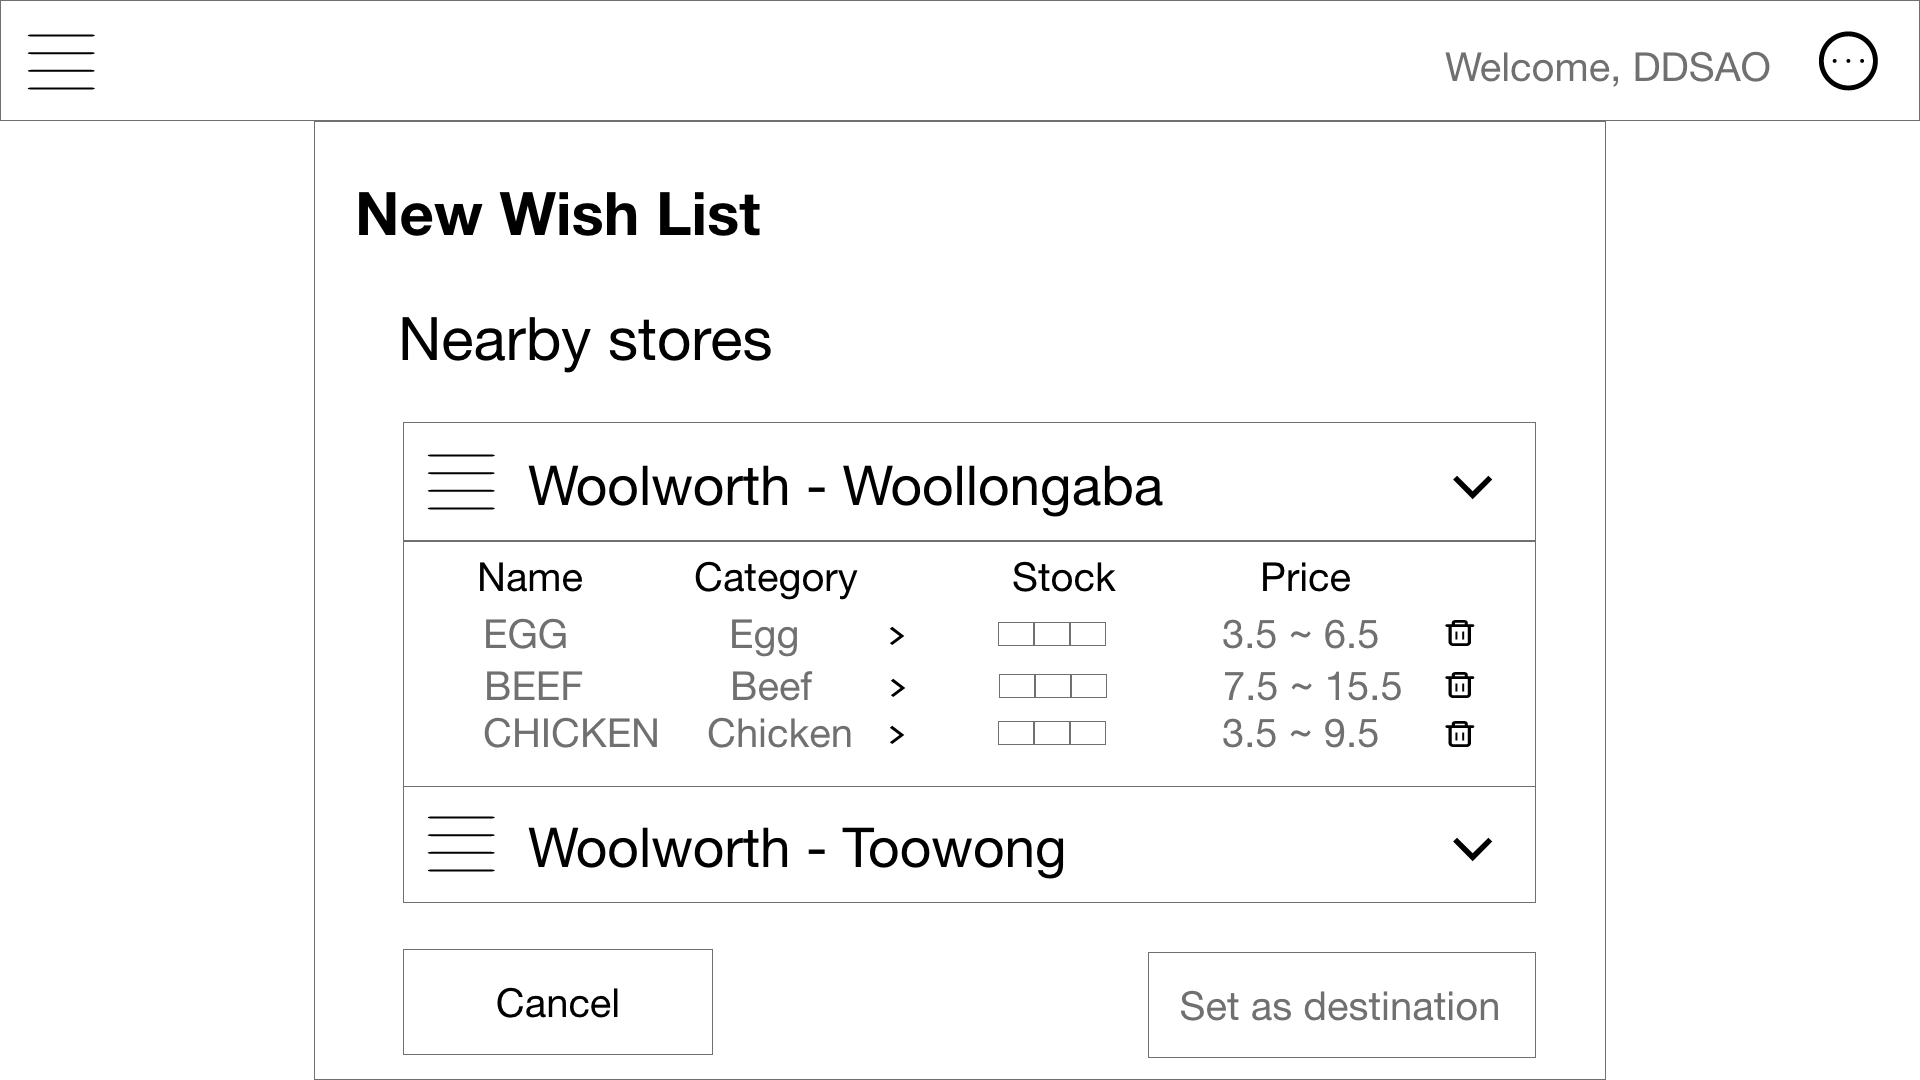 Welcome, DDSAO
New Wish List
Nearby stores
Woolworth - Woollongaba
Name Category Stock Price
EGG Egg > 3.5 ~ 6.5
BEEF Beef > 7.5 ~ 15.5
CHICKEN Chicken > 3.5 ~ 9.5
Woolworth - Toowong
Cancel Set as destination